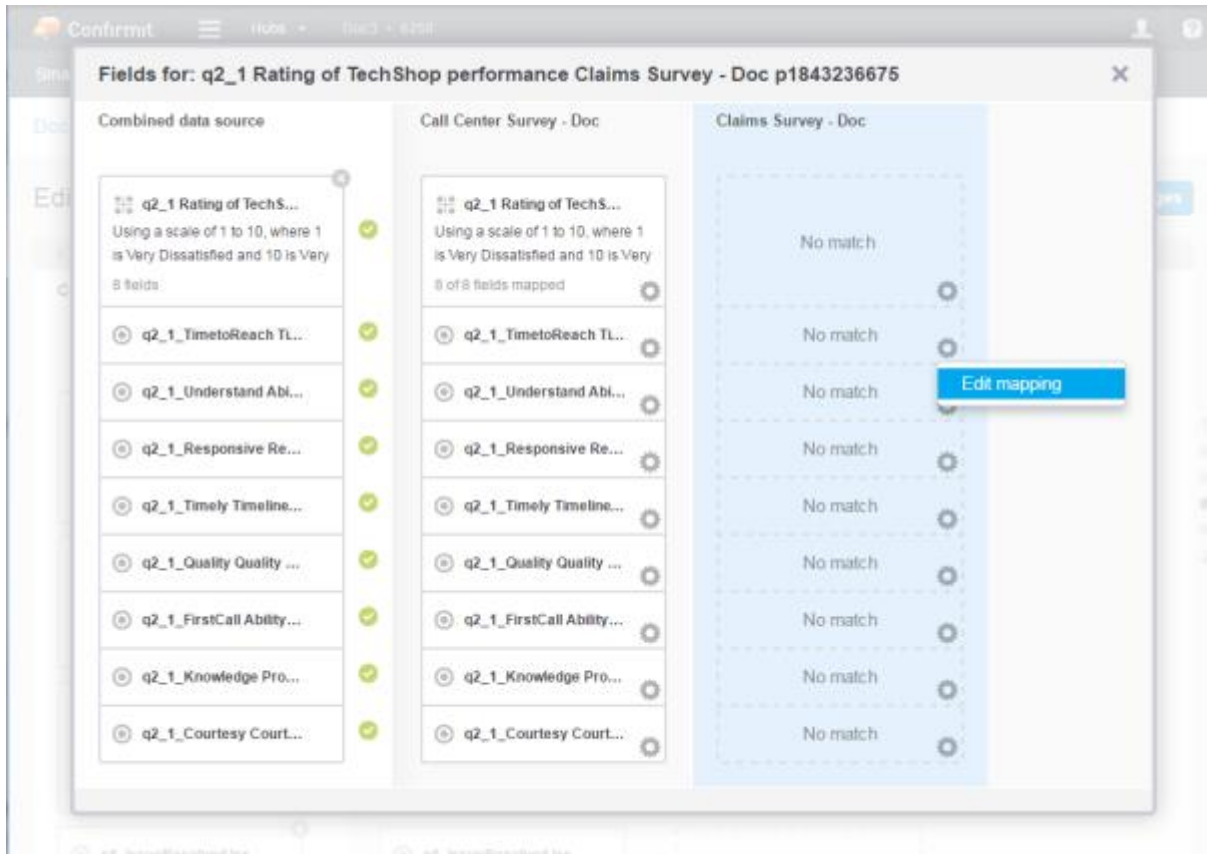 Confirmit
Hubs
Fields for: q2_1 Rating of TechShop performance Claims Survey - Doc p1843236675
Combined data source
Call Center Survey - Doc
Claims Survey - Doc
q2_1 Rating of TechS...
Using a scale of 1 to 10, where 1
is Very Dissatisfied and 10 is Very
8 fields
q2_1 Rating of TechS...
Using a scale of 1 to 10, where 1
is Very Dissatisfied and 10 is Very
8 of 8 fields mapped
No match
q2_1_TimetoReach Ti...
q2_1_TimetoReach Ti...
No match
Edit mapping
q2_1_Understand Abi...
q2_1_Understand Abi...
No match
q2_1_Responsive Re...
q2_1_Responsive Re...
No match
q2_1_Timely Timeline...
q2_1_Timely Timeline...
No match
q2_1_Quality Quality ...
q2_1_Quality Quality ...
No match
q2_1_FirstCall Ability...
q2_1_FirstCall Ability...
No match
q2_1_Knowledge Pro...
q2_1_Knowledge Pro...
No match
q2_1_Courtesy Court...
q2_1_Courtesy Court...
No match